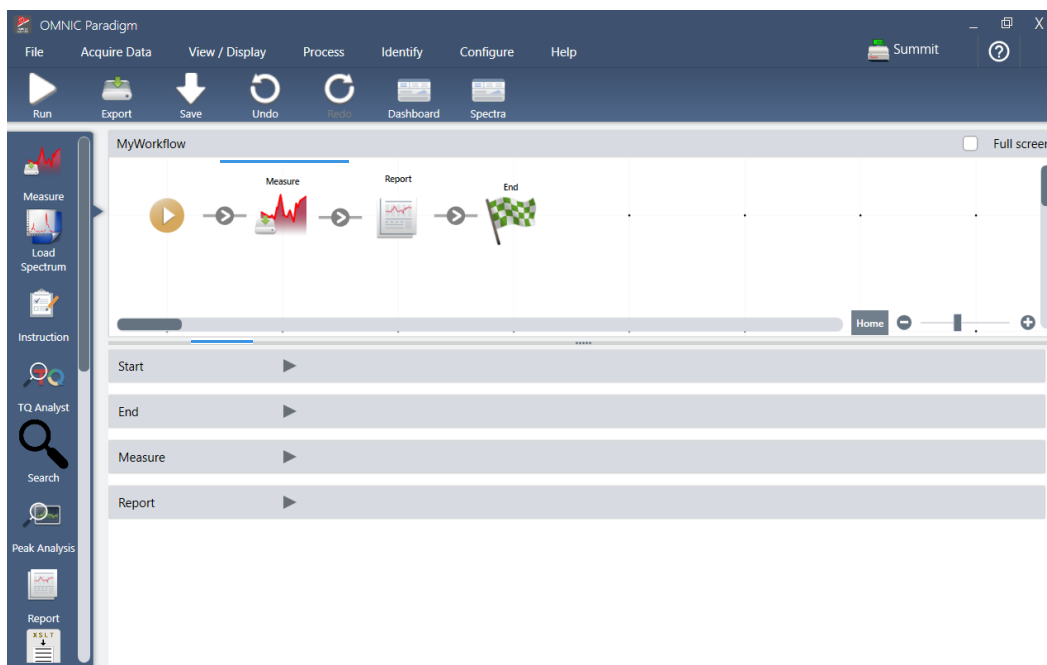 OMNIC Paradigm
File Acquire Data View / Display Process Identify Configure Help Summit
Run Export Save Undo Redo Dashboard Spectra
MyWorkflow Full screen
Measure
Load
Spectrum
Instruction
TQ Analyst
Search
Peak Analysis
Report
XSLT
Measure Report End
Home
Start
End
Measure
Report